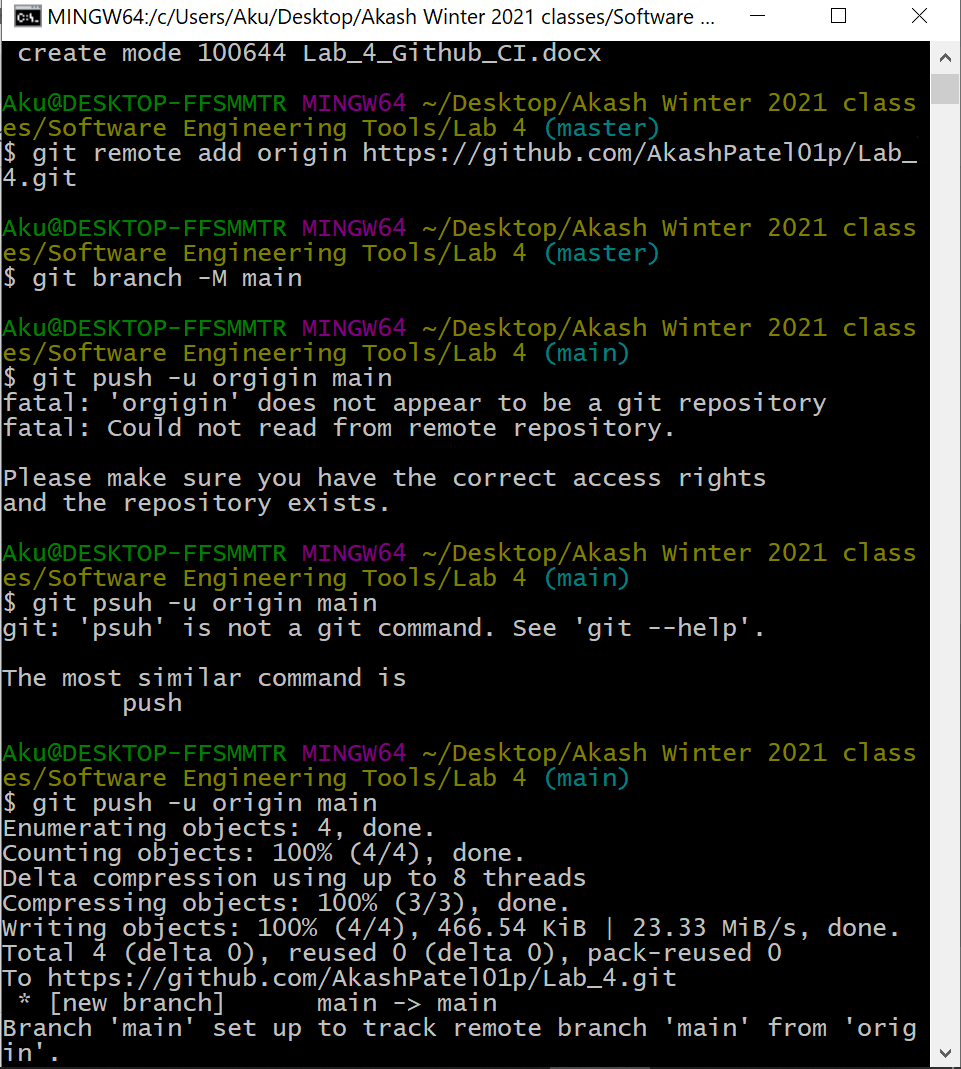 MINGW64:/c/Users/Aku/Desktop/Akash Winter 2021 classes/Software ...
 create mode 100644 Lab_4_Github_CI.docx
Aku@DESKTOP-FFSMMTR MINGW64 ~/Desktop/Akash Winter 2021 class
es/Software Engineering Tools/Lab 4 (master)
$ git remote add origin https://github.com/AkashPatel01p/Lab_
4.git
Aku@DESKTOP-FFSMMTR MINGW64 ~/Desktop/Akash Winter 2021 class
es/Software Engineering Tools/Lab 4 (master)
$ git branch -M main
Aku@DESKTOP-FFSMMTR MINGW64 ~/Desktop/Akash Winter 2021 class
es/Software Engineering Tools/Lab 4 (main)
$ git push -u orgigin main
fatal: 'orgigin' does not appear to be a git repository
fatal: Could not read from remote repository.
Please make sure you have the correct access rights
and the repository exists.
Aku@DESKTOP-FFSMMTR MINGW64 ~/Desktop/Akash Winter 2021 class
es/Software Engineering Tools/Lab 4 (main)
$ git psuh -u origin main
git: 'psuh' is not a git command. See 'git --help'.
The most similar command is
        push
Aku@DESKTOP-FFSMMTR MINGW64 ~/Desktop/Akash Winter 2021 class
es/Software Engineering Tools/Lab 4 (main)
$ git push -u origin main
Enumerating objects: 4, done.
Counting objects: 100% (4/4), done.
Delta compression using up to 8 threads
Compressing objects: 100% (3/3), done.
Writing objects: 100% (4/4), 466.54 KiB | 23.33 MiB/s, done.
Total 4 (delta 0), reused 0 (delta 0), pack-reused 0
To https://github.com/AkashPatel01p/Lab_4.git
 * [new branch]      main -> main
Branch 'main' set up to track remote branch 'main' from 'orig
in'.